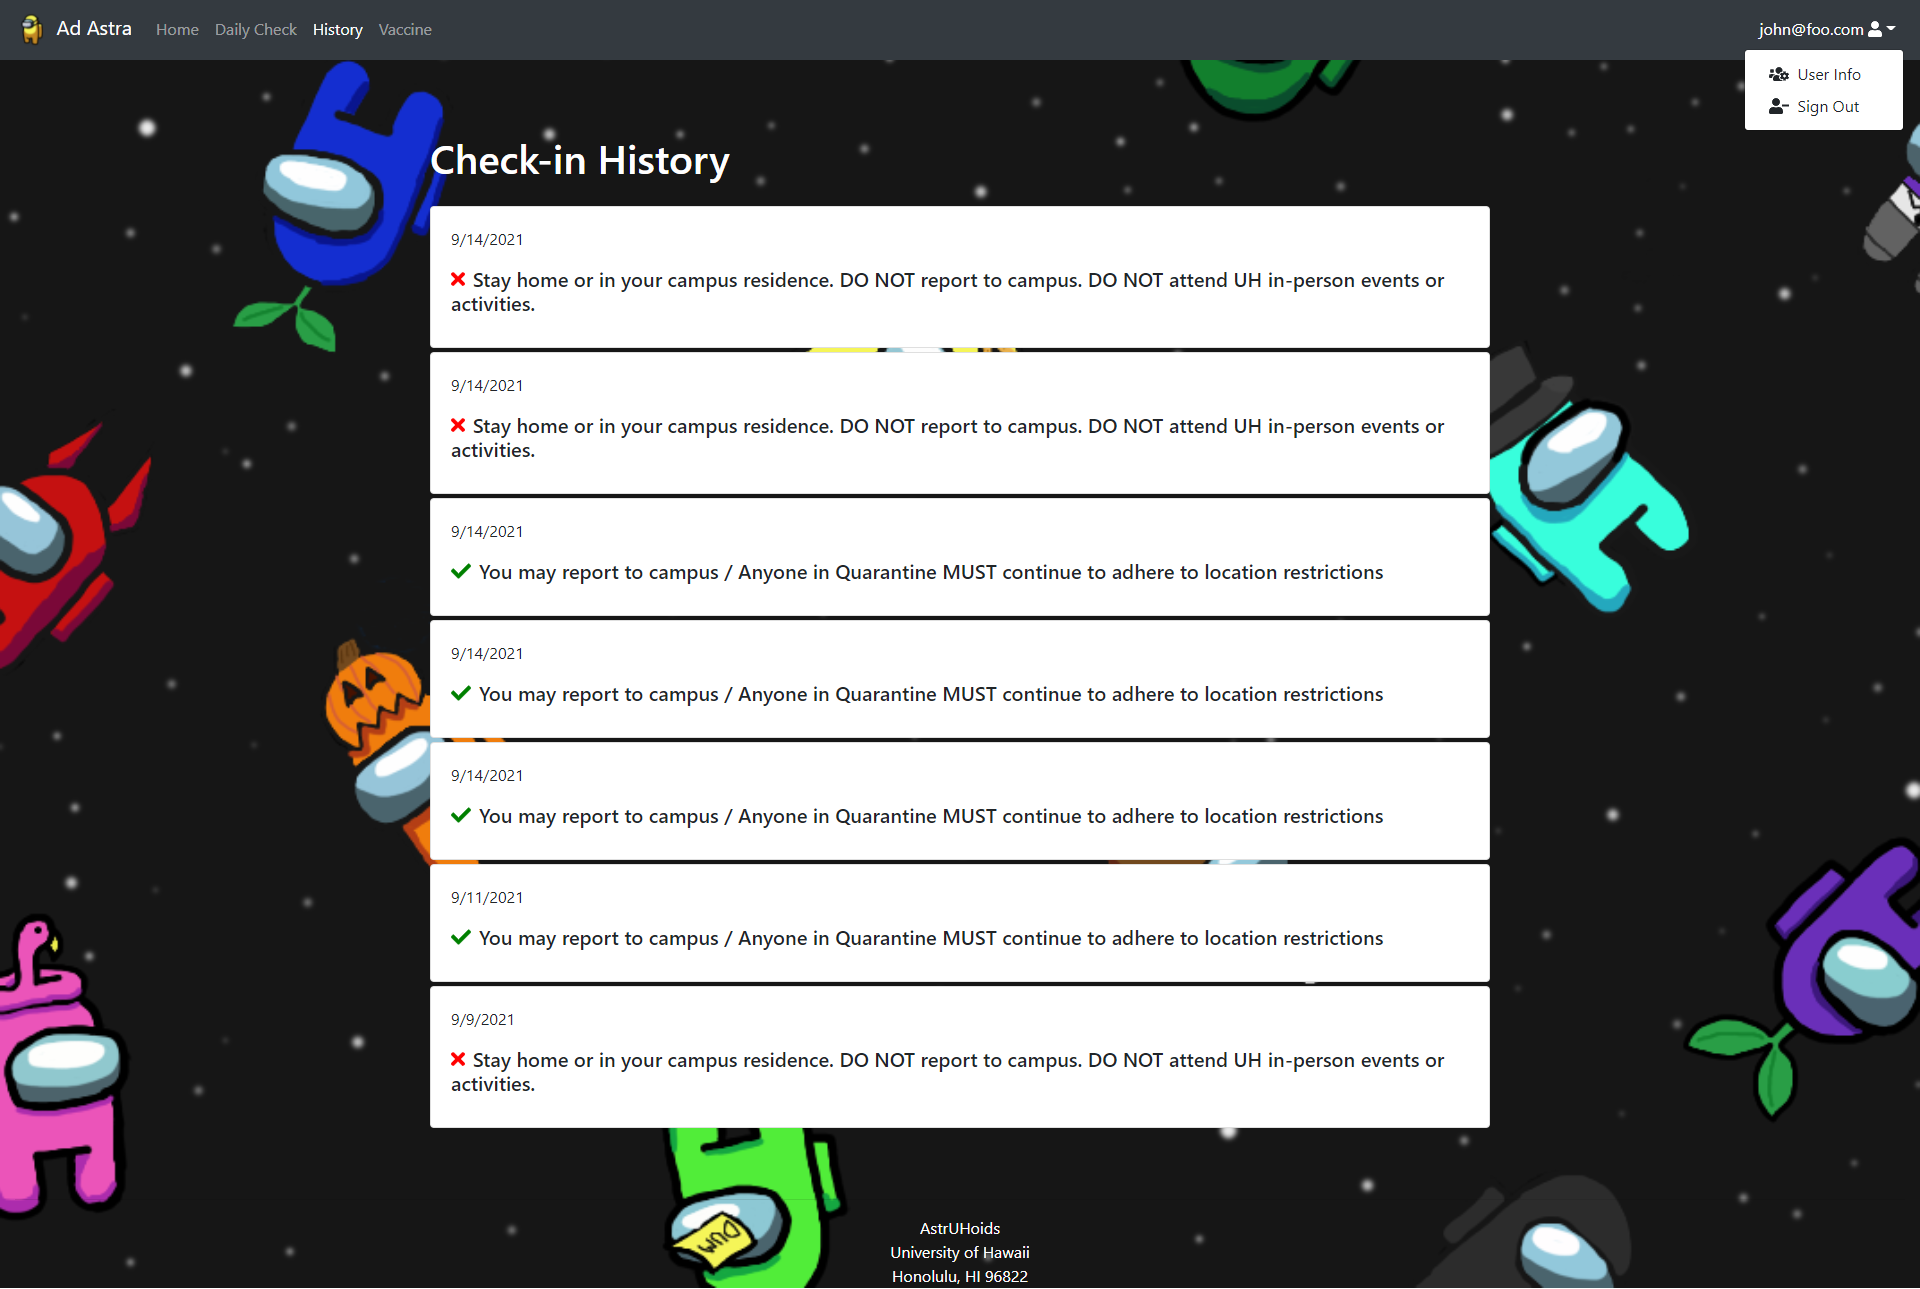 Ad Astra Home Daily Check History Vaccine john@foo.com
User Info
Sign Out
Check-in History
9/14/2021
Stay home or in your campus residence. DO NOT report to campus. DO NOT attend UH in-person events or
activities.
9/14/2021
Stay home or in your campus residence. DO NOT report to campus. DO NOT attend UH in-person events or
activities.
9/14/2021
You may report to campus / Anyone in Quarantine MUST continue to adhere to location restrictions
9/14/2021
You may report to campus / Anyone in Quarantine MUST continue to adhere to location restrictions
9/14/2021
You may report to campus / Anyone in Quarantine MUST continue to adhere to location restrictions
9/11/2021
You may report to campus / Anyone in Quarantine MUST continue to adhere to location restrictions
9/9/2021
Stay home or in your campus residence. DO NOT report to campus. DO NOT attend UH in-person events or
activities.
DUM
AstrUHoids
University of Hawaii
Honolulu, HI 96822